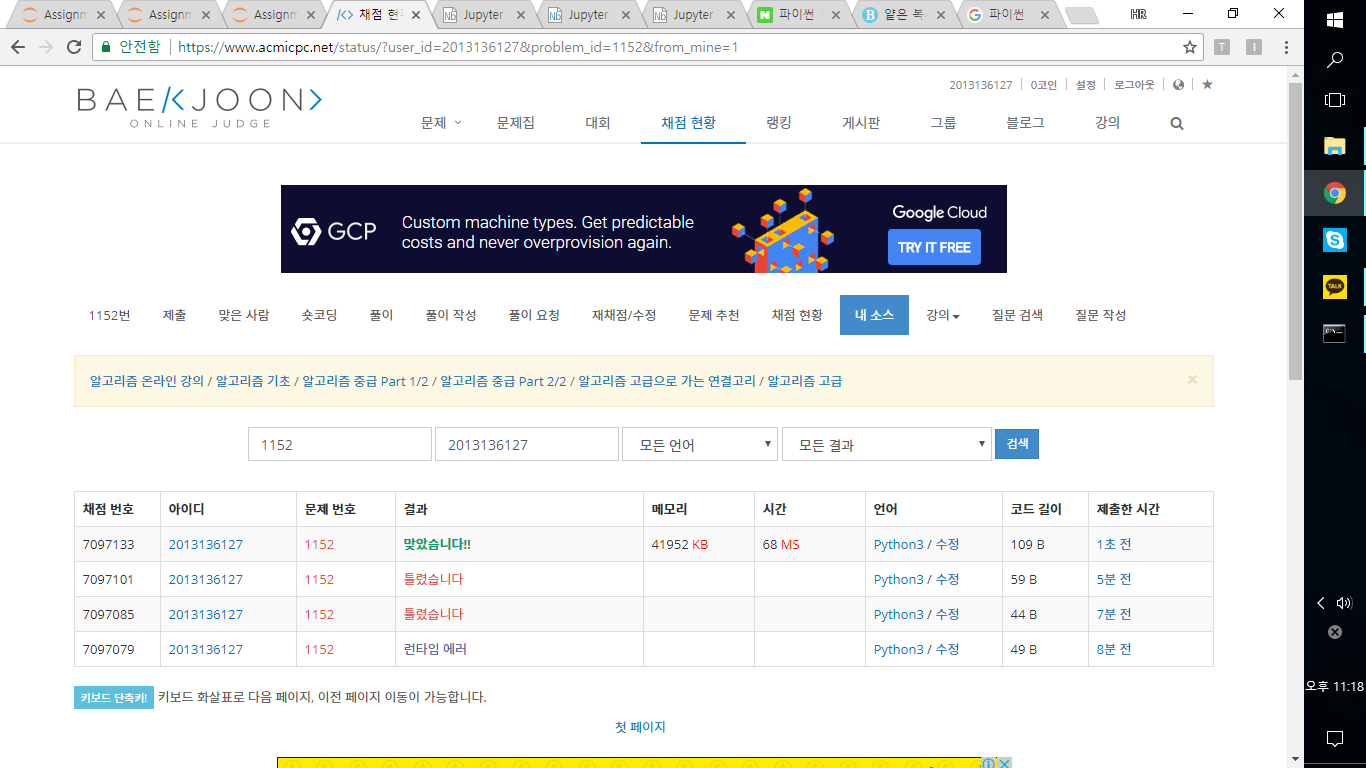 Assignm
Assignm
Assignm
채점 현황
Jupyter
Jupyter
Jupyter
파이썬
얕은 복
파이썬
HR
안전함 https://www.acmicpc.net/status/?user_id=2013136127&problem_id=1152&from_mine=1
2013136127 0코인 설정 로그아웃
BAEKJOON
ONLINE JUDGE
문제 문제집 대회 채점 현황 랭킹 게시판 그룹 블로그 강의
GCP
Custom machine types. Get predictable
costs and never overprovision again.
Google Cloud
TRY IT FREE
1152번 제출 맞은 사람 숏코딩 풀이 풀이 작성 풀이 요청 재채점/수정 문제 추천 채점 현황 내 소스 강의 질문 검색 질문 작성
알고리즘 온라인 강의 / 알고리즘 기초 / 알고리즘 중급 Part 1/2 / 알고리즘 중급 Part 2/2 / 알고리즘 고급으로 가는 연결고리 / 알고리즘 고급
1152 2013136127 모든 언어 모든 결과 검색
채점 번호 아이디 문제 번호 결과 메모리 시간 언어 코드 길이 제출한 시간
7097133 2013136127 1152 맞았습니다!! 41952 KB 68 MS Python3 / 수정 109 B 1초 전
7097101 2013136127 1152 틀렸습니다 Python3 / 수정 59 B 5분 전
7097085 2013136127 1152 틀렸습니다 Python3 / 수정 44 B 7분 전
7097079 2013136127 1152 런타임 에러 Python3 / 수정 49 B 8분 전
키보드 단축키! 키보드 화살표로 다음 페이지, 이전 페이지 이동이 가능합니다.
첫 페이지
TALK
오후 11:18